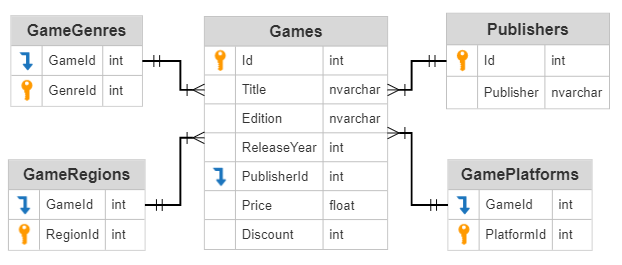 GameGenres
GameId int
GenreId int
Games
Id int
Title nvarchar
Edition nvarchar
ReleaseYear int
PublisherId int
Price float
Discount int
Publishers
Id int
Publisher nvarchar
GameRegions
GameId int
RegionId int
GamePlatforms
GameId int
PlatformId int